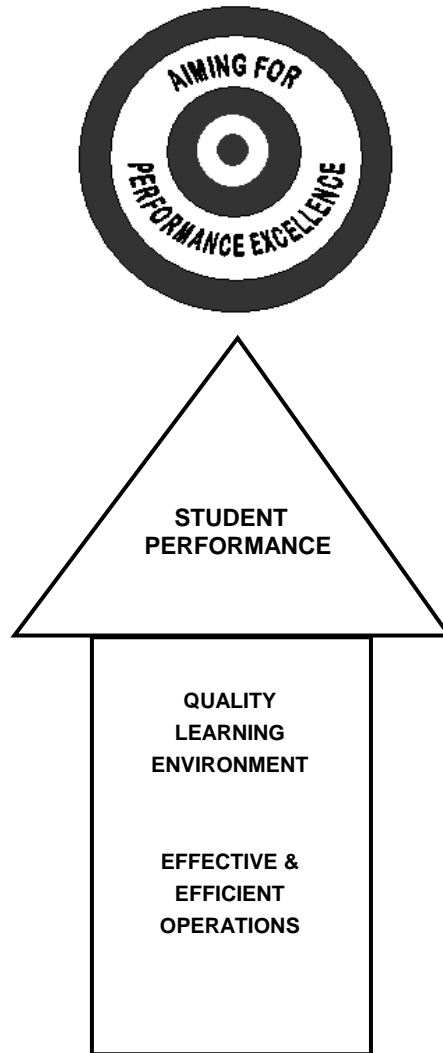 AIMING FOR
PERFORMANCE EXCELLENCE
STUDENT
PERFORMANCE
QUALITY
LEARNING
ENVIRONMENT
EFFECTIVE &
EFFICIENT
OPERATIONS